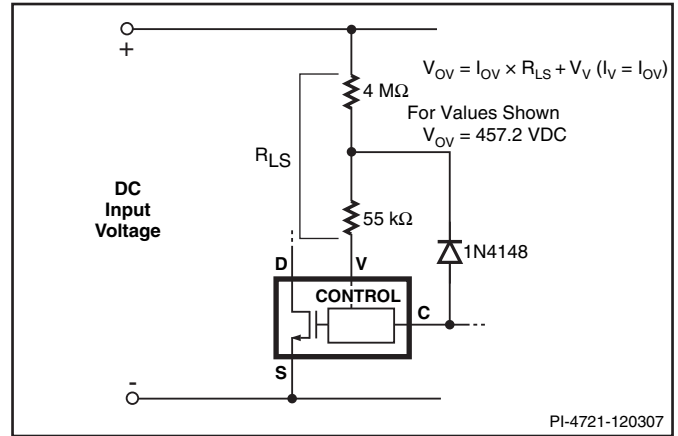 +
V_OV = I_OV × R_LS + V_V (I_V = I_OV)
4 MΩ
For Values Shown
V_OV = 457.2 VDC
R_LS
DC
Input
Voltage
55 kΩ
1N4148
D
V
CONTROL
C
S
-
PI-4721-120307